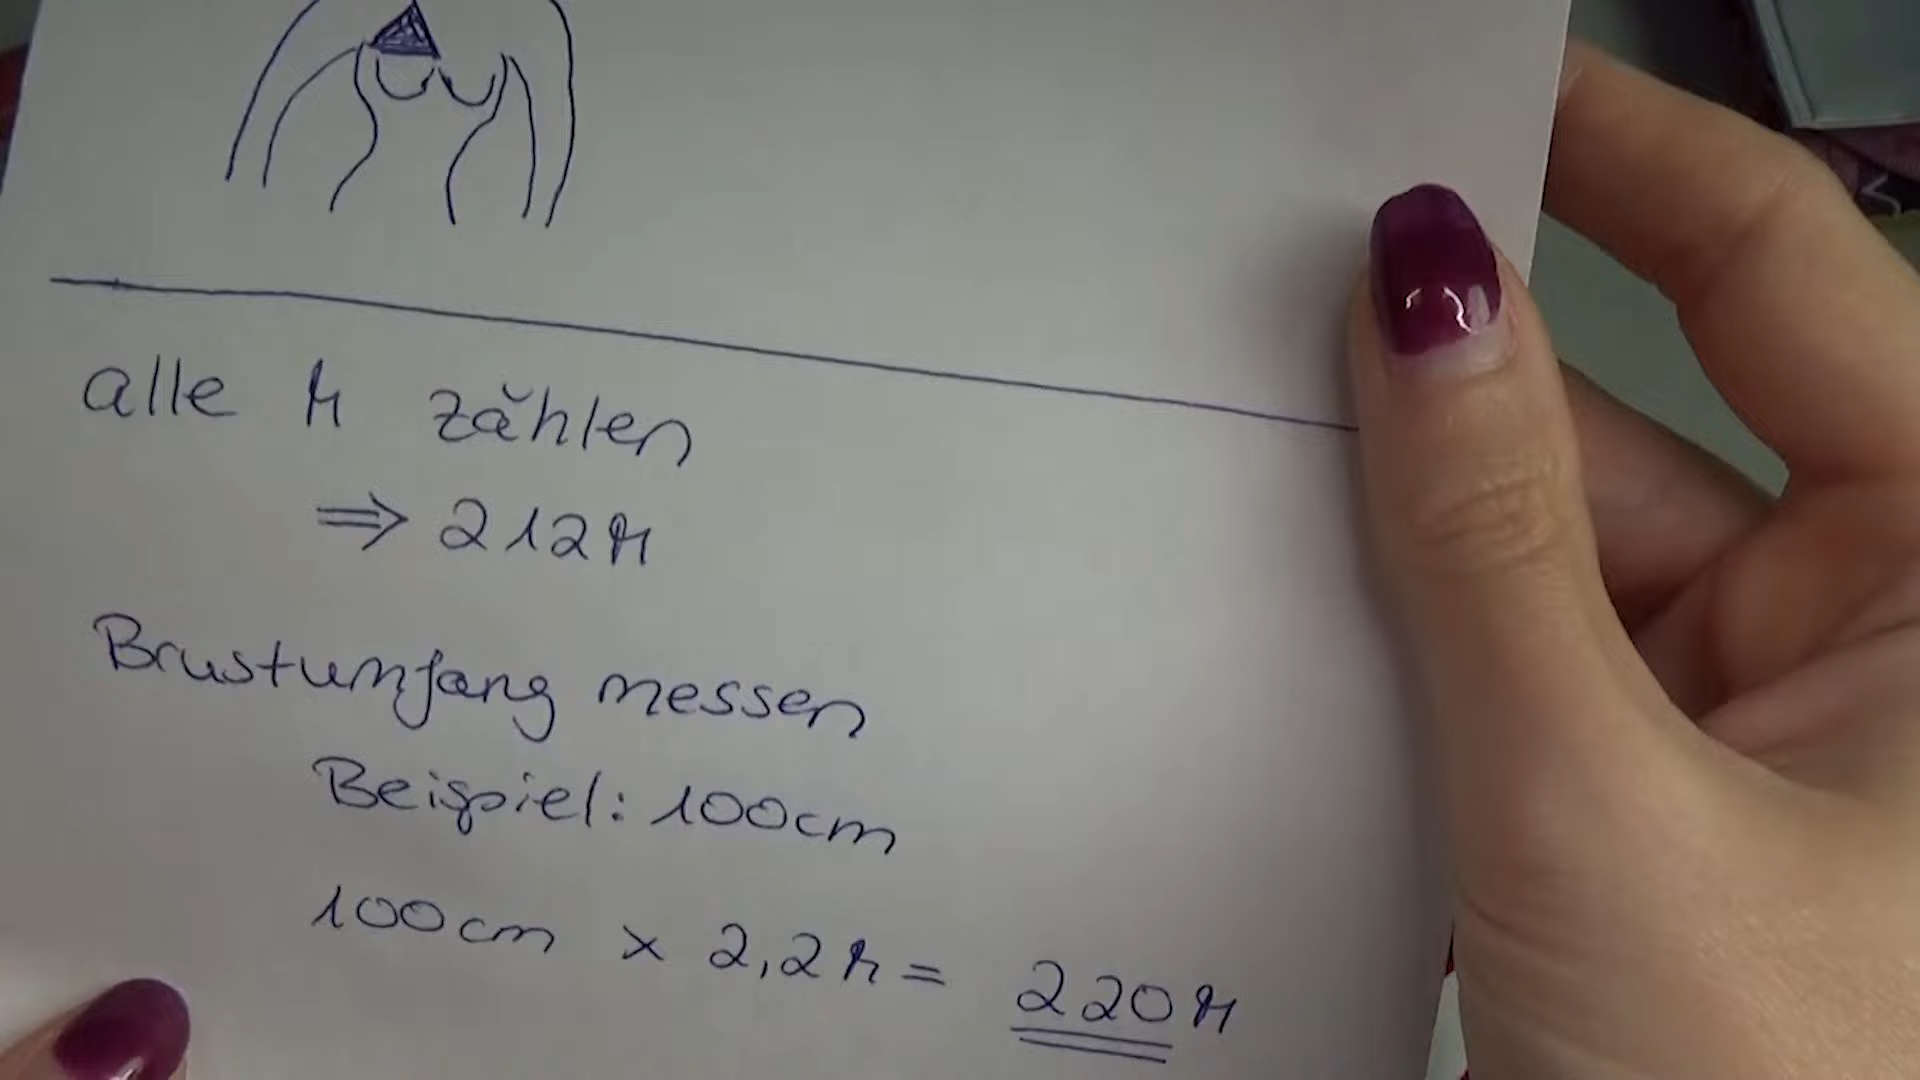 alle M zählen
⇒ 212M
Brustumfang messen
Beispiel: 100cm
100cm x 2,2M = 220M